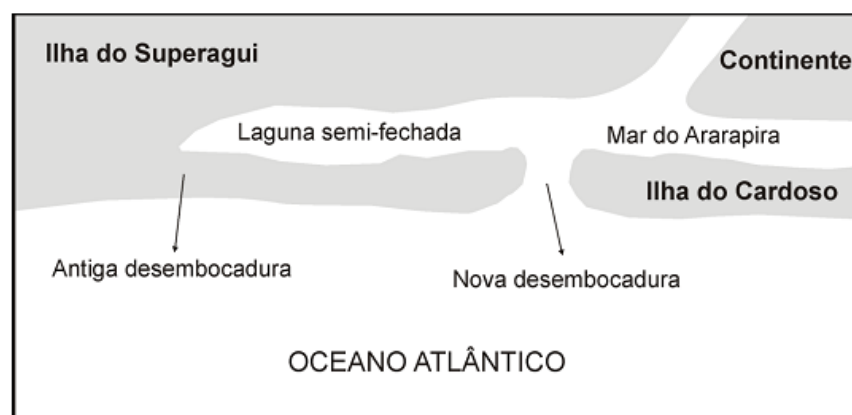 Ilha do Superagui
Continente
Laguna semi-fechada
Mar do Ararapira
Ilha do Cardoso
Antiga desembocadura
Nova desembocadura
OCEANO ATLÂNTICO